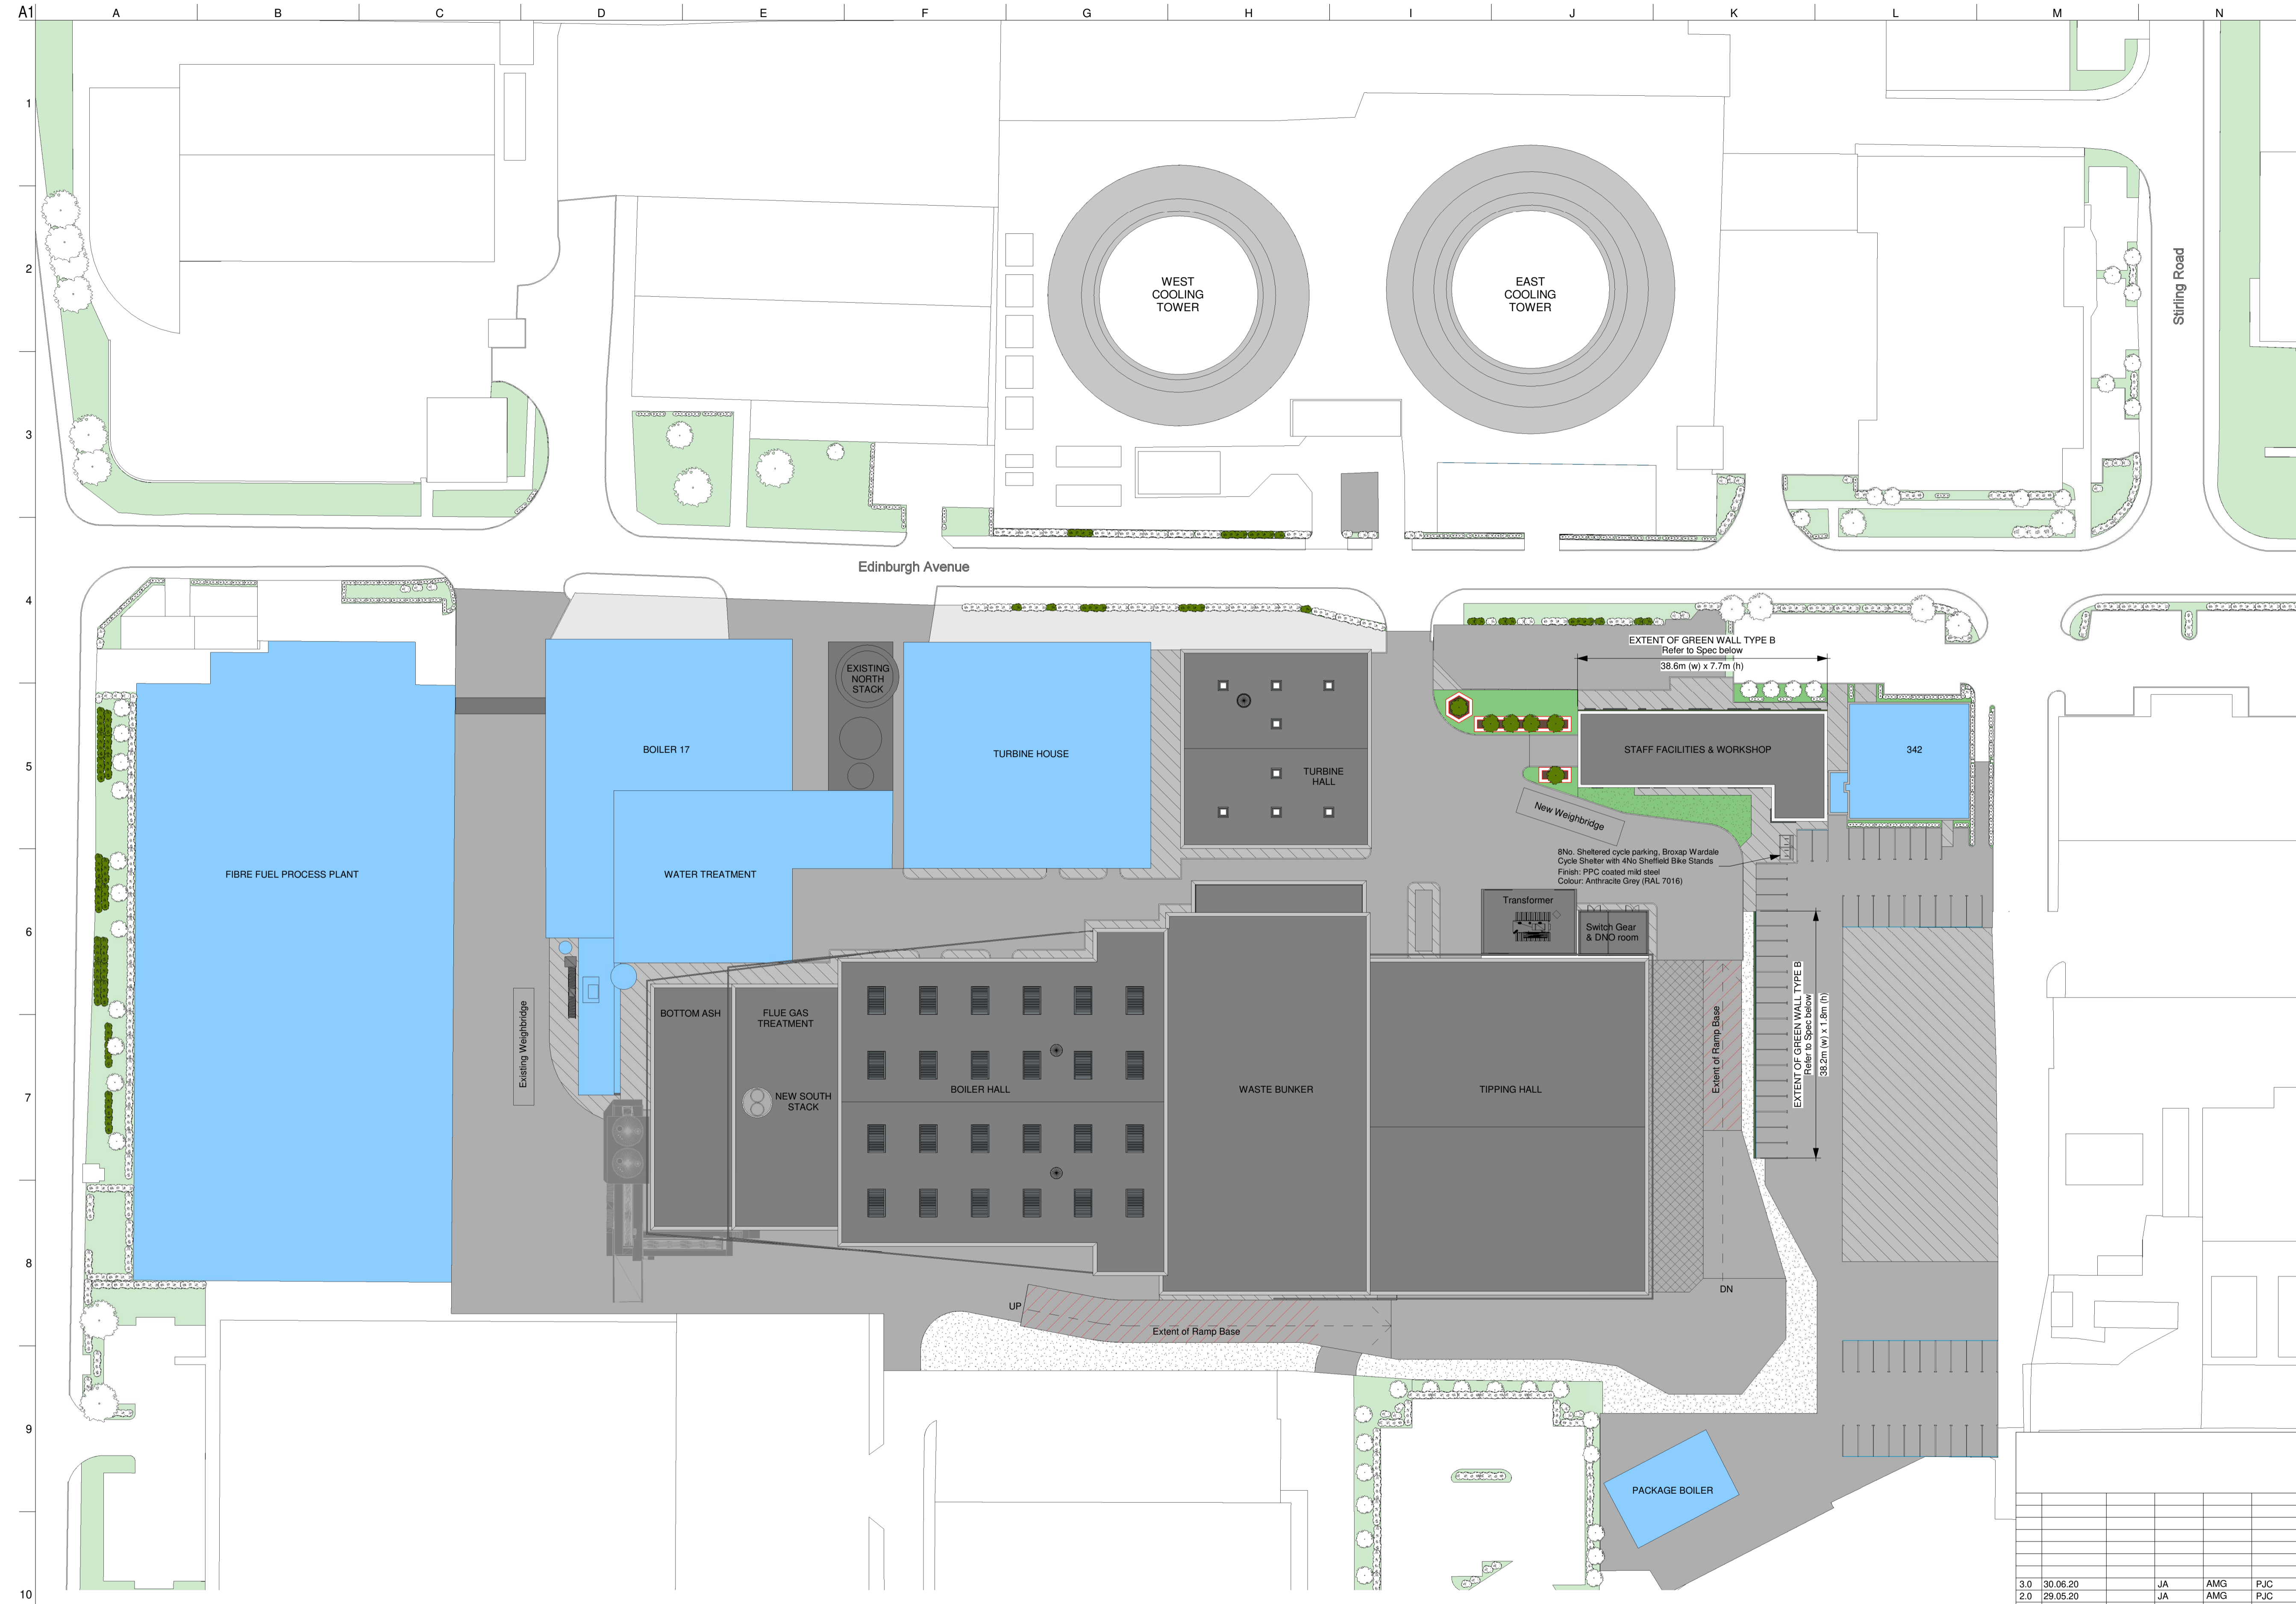 A1
A B C D E F G H I J K L M N
1
2
3
4
5
6
7
8
9
10
WEST
COOLING
TOWER
EAST
COOLING
TOWER
Stirling Road
Edinburgh Avenue
EXTENT OF GREEN WALL TYPE B
Refer to Spec below
38.6m (w) x 7.7m (h)
EXISTING
NORTH
STACK
BOILER 17
TURBINE HOUSE
TURBINE
HALL
STAFF FACILITIES & WORKSHOP
342
New Weighbridge
8No. Sheltered cycle parking, Broxap Wardale
Cycle Shelter with 4No Sheffield Bike Stands
Finish: PPC coated mild steel
Colour: Anthracite Grey (RAL 7016)
FIBRE FUEL PROCESS PLANT
WATER TREATMENT
Transformer
Switch Gear
& DNO room
Existing Weighbridge
BOTTOM ASH
FLUE GAS
TREATMENT
NEW SOUTH
STACK
BOILER HALL
WASTE BUNKER
TIPPING HALL
Extent of Ramp Base
EXTENT OF GREEN WALL TYPE B
Refer to Spec below
38.2m (w) x 1.8m (h)
DN
UP
Extent of Ramp Base
PACKAGE BOILER
3.0 30.06.20 JA AMG PJC
2.0 29.05.20 JA AMG PJC